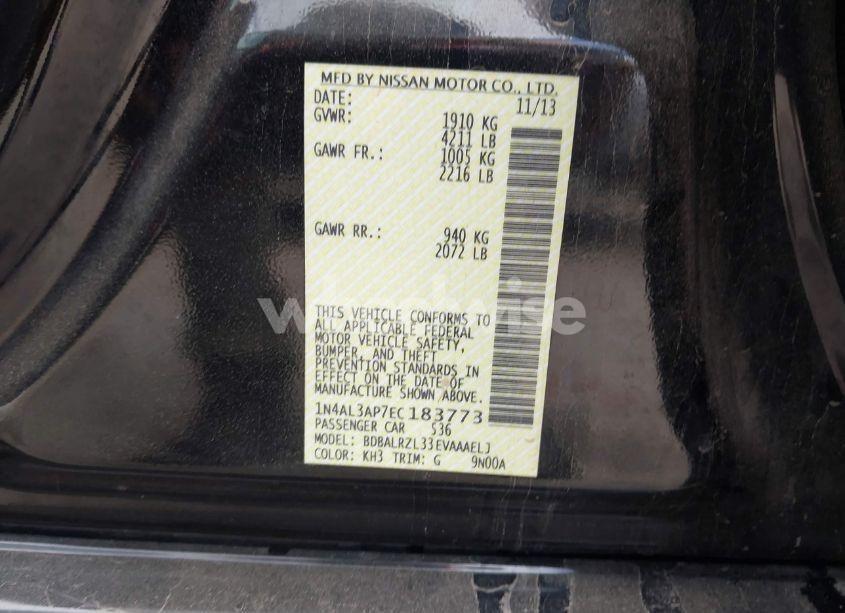 MFD BY NISSAN MOTOR CO., LTD.
DATE: 11/13
GVWR: 1910 KG
4211 LB
GAWR FR.: 1005 KG
2216 LB
GAWR RR.: 940 KG
2072 LB
wheelwise
THIS VEHICLE CONFORMS TO
ALL APPLICABLE FEDERAL
MOTOR VEHICLE SAFETY,
BUMPER, AND THEFT
PREVENTION STANDARDS IN
EFFECT ON THE DATE OF
MANUFACTURE SHOWN ABOVE.
1N4AL3AP7EC183773
PASSENGER CAR 536
MODEL: BDBALRZL33EVAAAELJ
COLOR: KH3 TRIM: G 9N00A